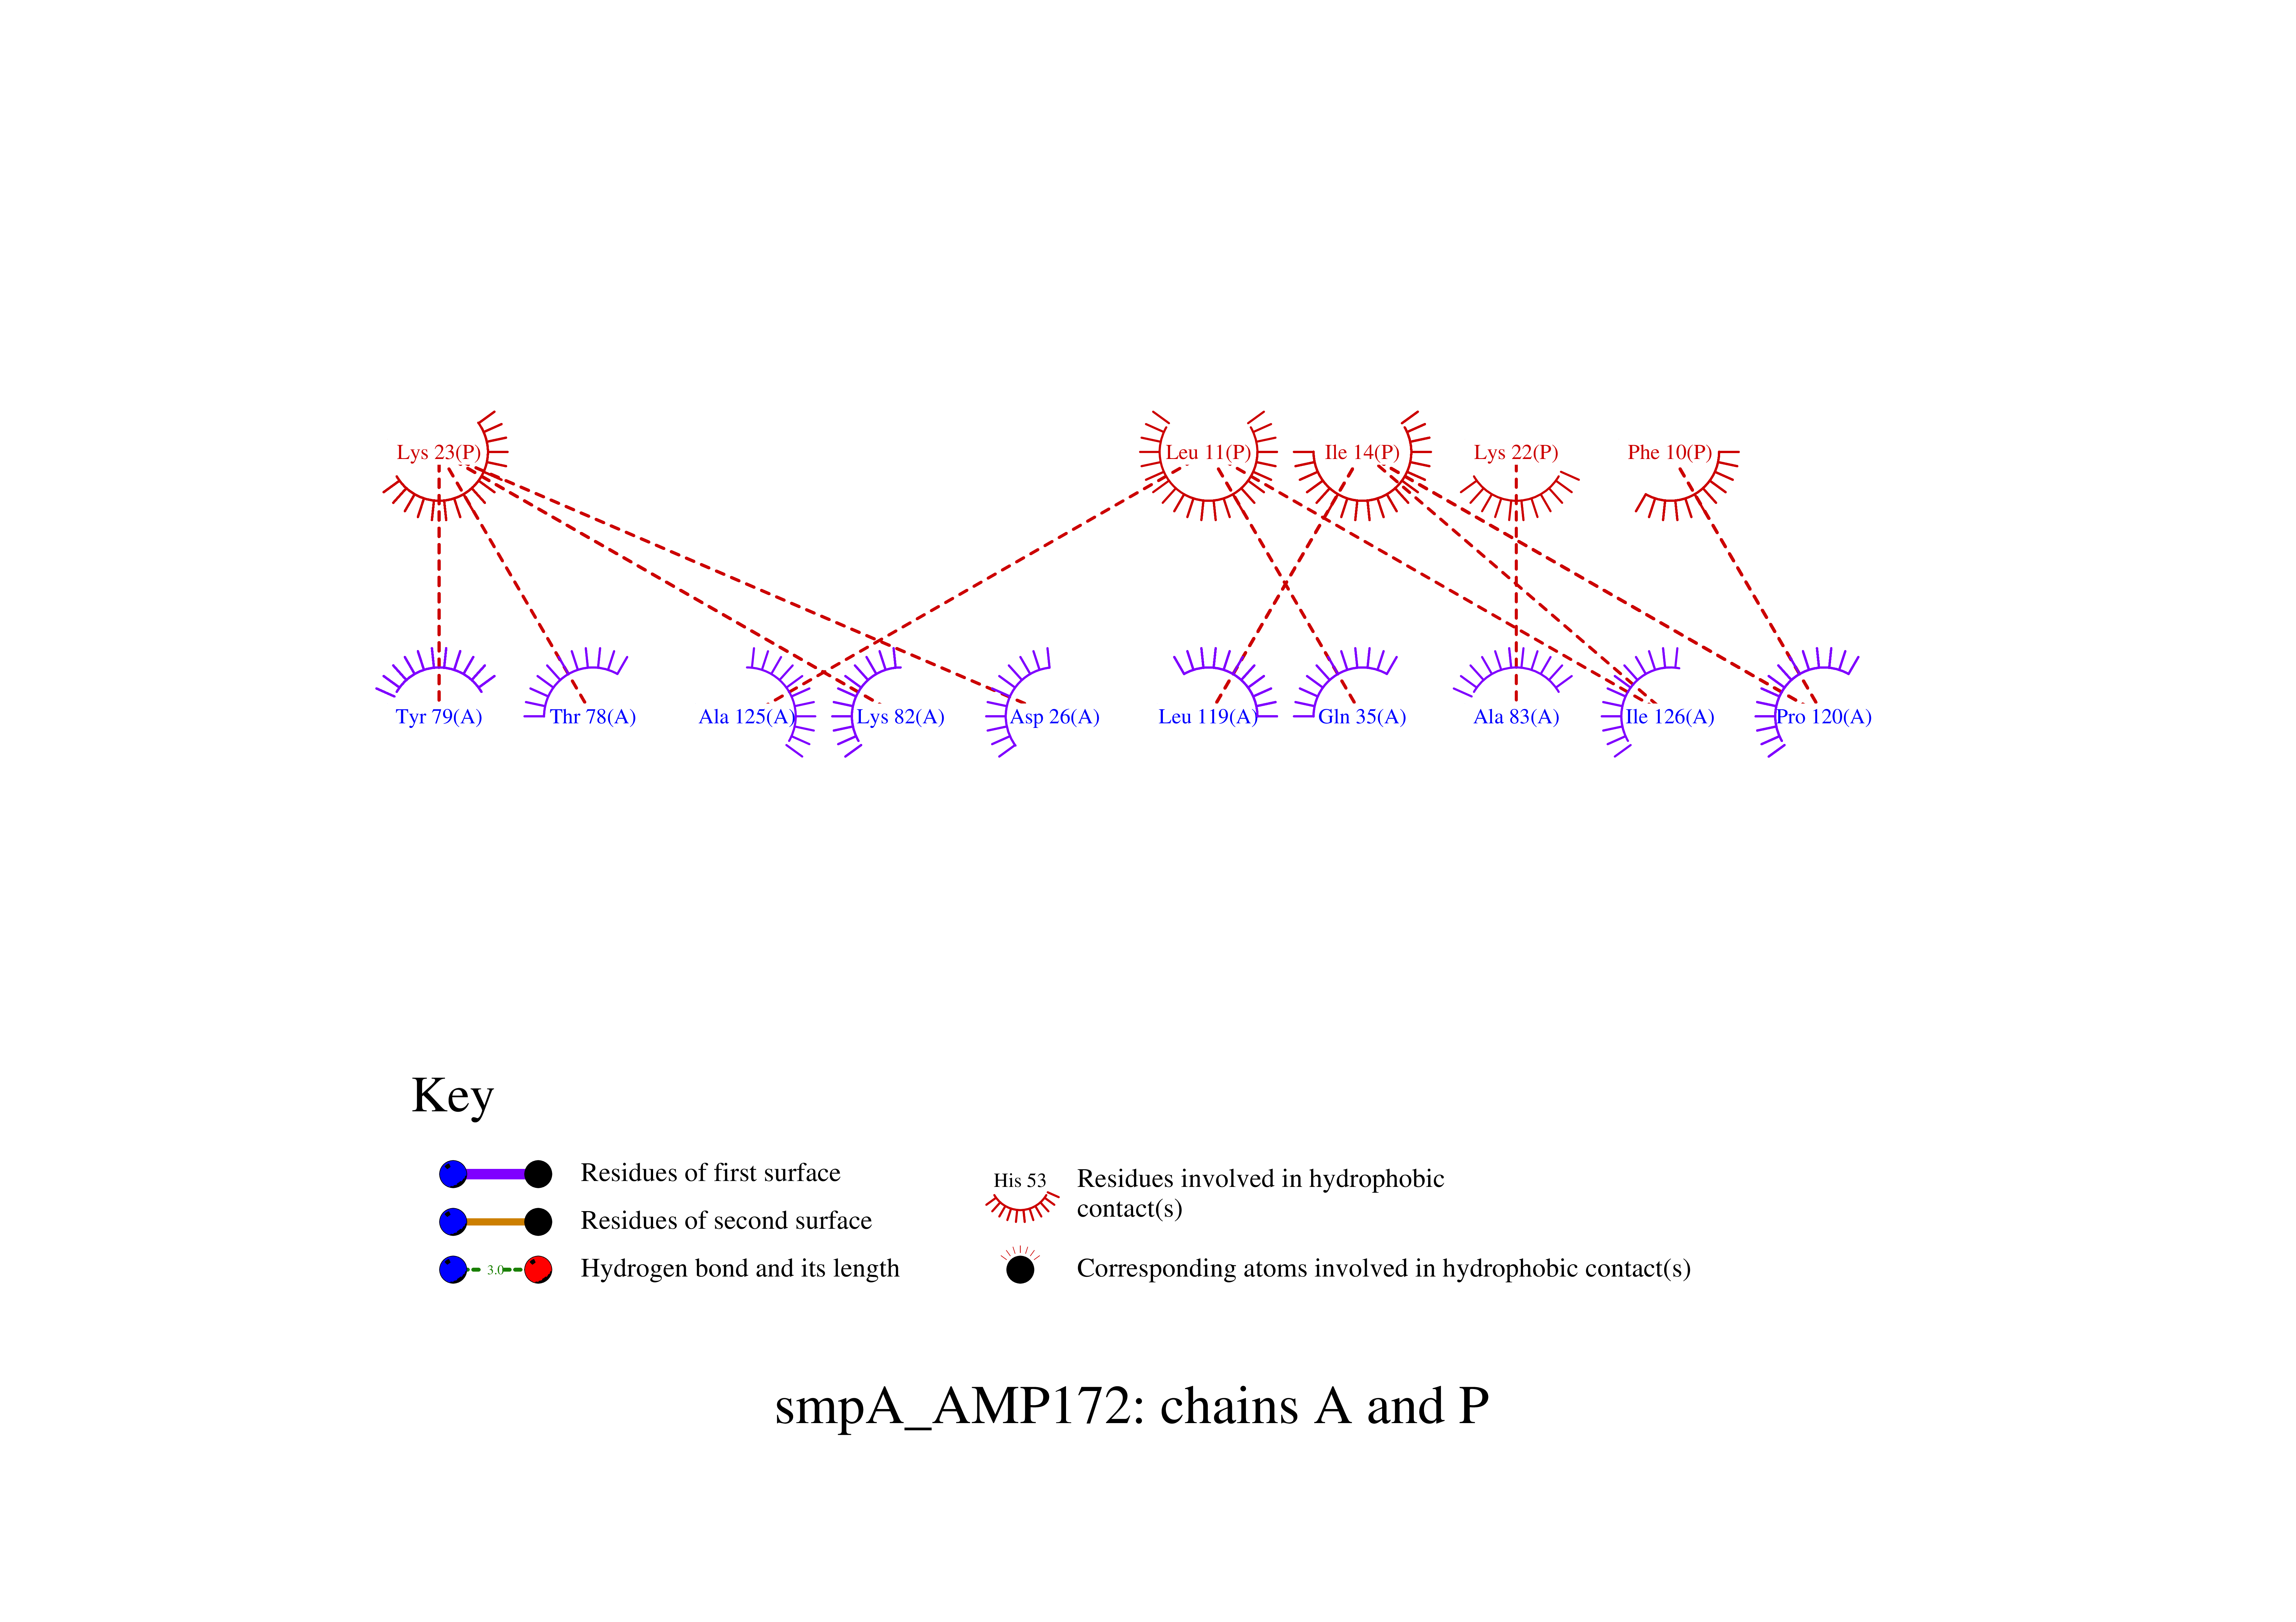 Lys 23(P) Leu 11(P) Ile 14(P) Lys 22(P) Phe 10(P)
Tyr 79(A) Thr 78(A) Ala 125(A) Lys 82(A) Asp 26(A) Leu 119(A) Gln 35(A) Ala 83(A) Ile 126(A) Pro 120(A)
Key
Residues of first surface
Residues of second surface
3.0 Hydrogen bond and its length
His 53 Residues involved in hydrophobic
contact(s)
Corresponding atoms involved in hydrophobic contact(s)
smpA_AMP172: chains A and P